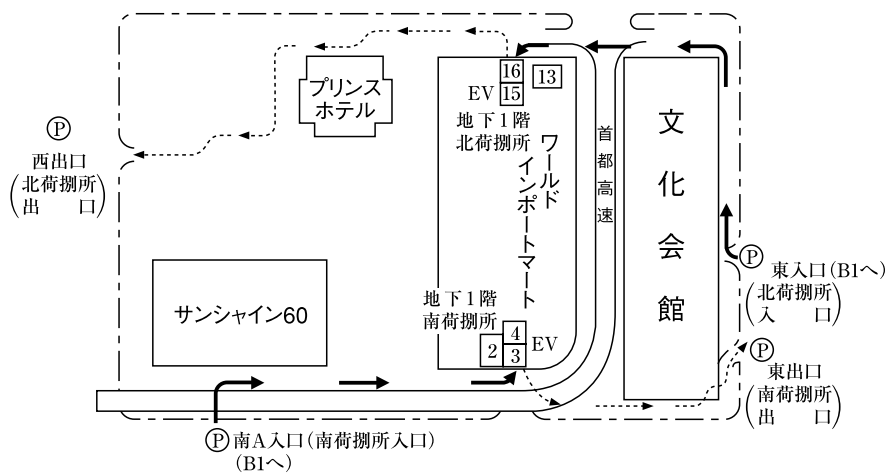 プリンス
ホテル
16
15
13
EV
地下1階
北荷捌所
ワールド
インポートマート
首都高速
文化会館
Ⓟ
西出口
(北荷捌所
出 口)
サンシャイン60
地下1階
南荷捌所
4
2
3
EV
Ⓟ
東入口(B1へ)
(北荷捌所
入 口)
Ⓟ
東出口
(南荷捌所
出 口)
Ⓟ南A入口(南荷捌所入口)
(B1へ)